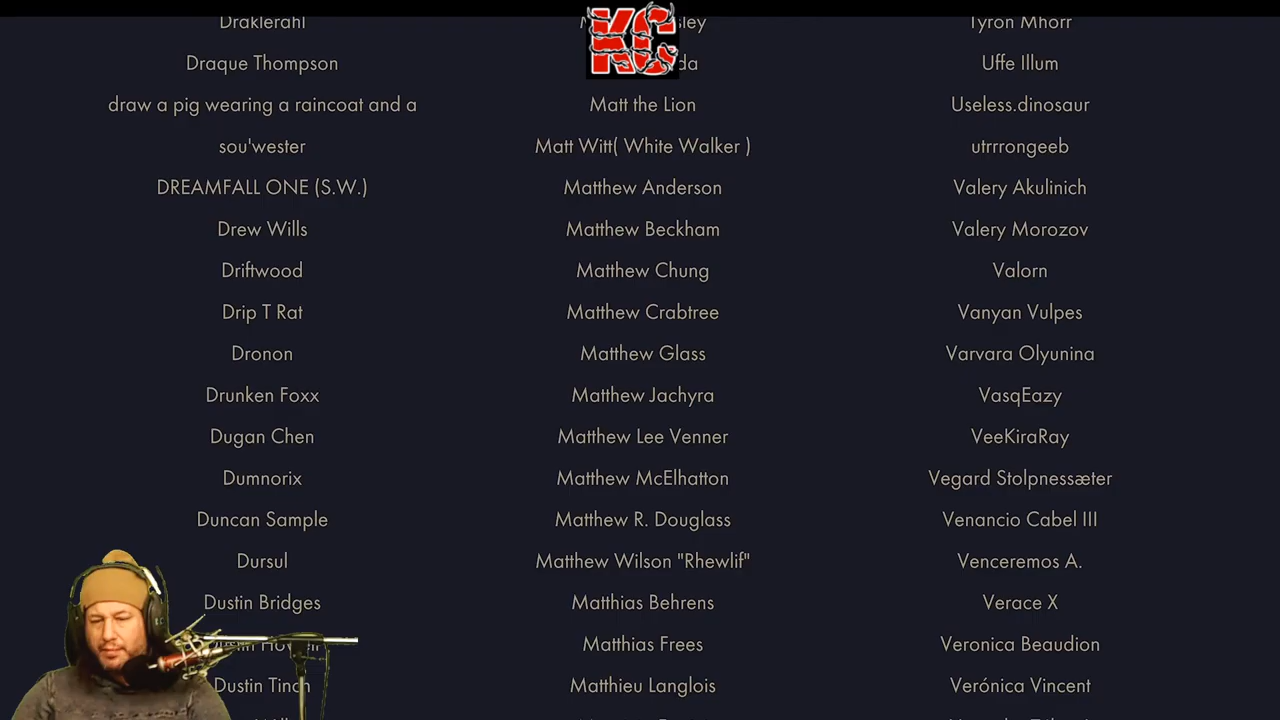 Draklerahl
Draque Thompson
draw a pig wearing a raincoat and a
sou'wester
DREAMFALL ONE (S.W.)
Drew Wills
Driftwood
Drip T Rat
Dronon
Drunken Foxx
Dugan Chen
Dumnorix
Duncan Sample
Dursul
Dustin Bridges
Dustin Tinch
KC
Matt the Lion
Matt Witt( White Walker )
Matthew Anderson
Matthew Beckham
Matthew Chung
Matthew Crabtree
Matthew Glass
Matthew Jachyra
Matthew Lee Venner
Matthew McElhatton
Matthew R. Douglass
Matthew Wilson "Rhewlif"
Matthias Behrens
Matthias Frees
Matthieu Langlois
Tyron Mhorr
Uffe Illum
Useless.dinosaur
utrrrongeeb
Valery Akulinich
Valery Morozov
Valorn
Vanyan Vulpes
Varvara Olyunina
VasqEazy
VeeKiraRay
Vegard Stolpnessæter
Venancio Cabel III
Venceremos A.
Verace X
Veronica Beaudion
Verónica Vincent